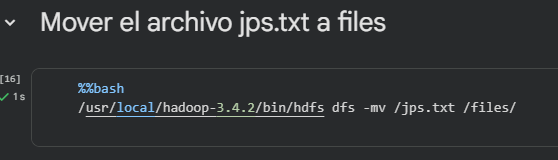 Mover el archivo jps.txt a files
[16]
1 s
%%bash
/usr/local/hadoop-3.4.2/bin/hdfs dfs -mv /jps.txt /files/